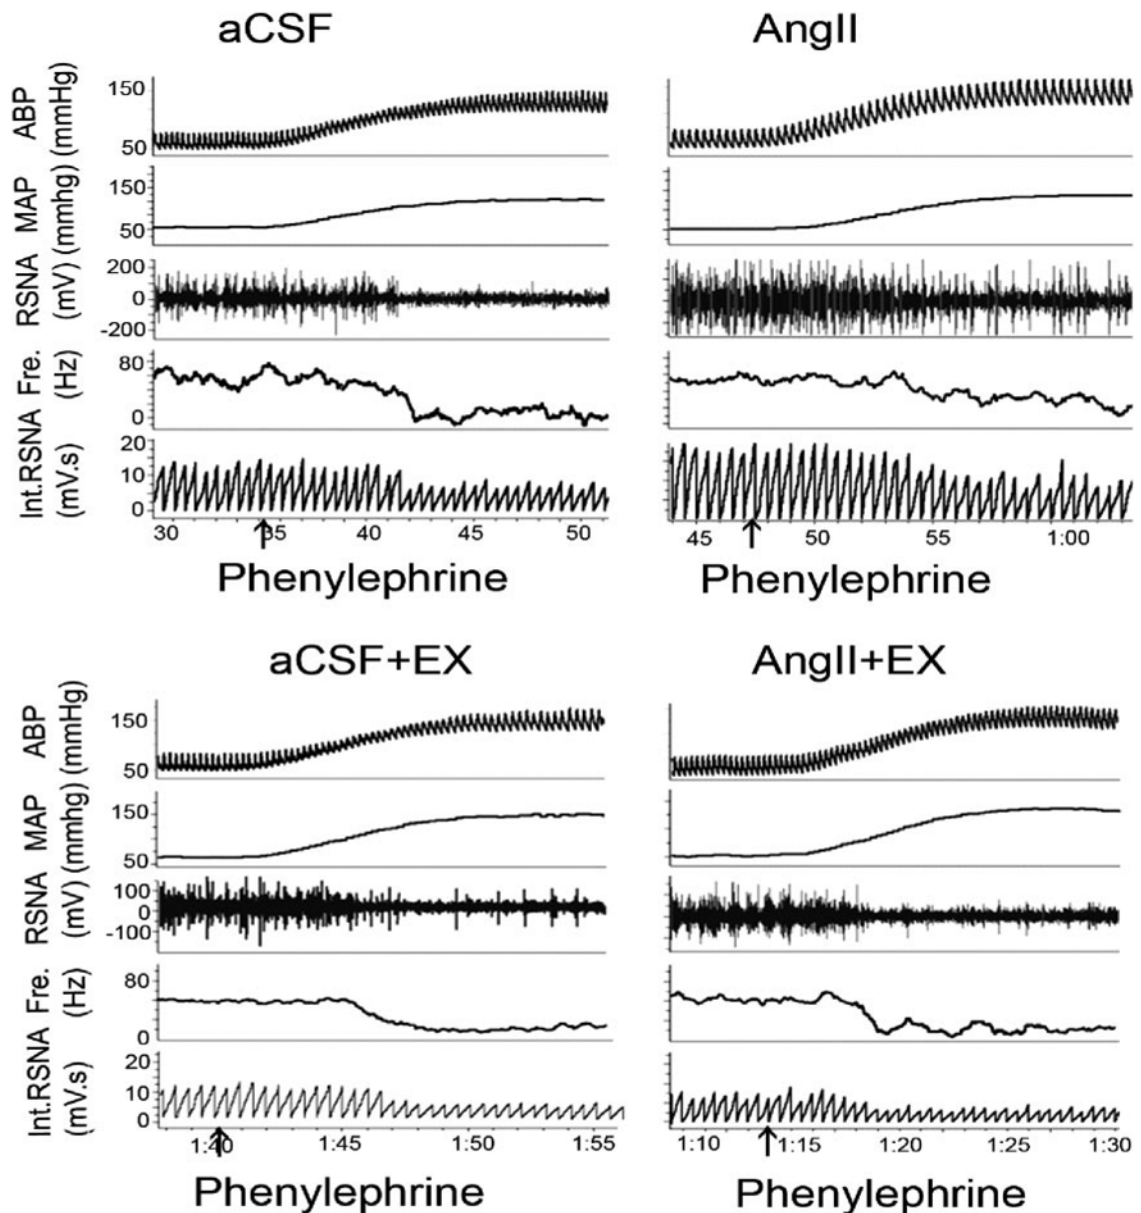 aCSF
AngII
ABP
(mmHg)
150
50
MAP
(mmhg)
150
50
RSNA
(mV)
200
0
-200
Fre.
(Hz)
80
0
Int.RSNA
(mV.s)
20
10
0
30 35 40 45 50
45 50 55 1:00
Phenylephrine
Phenylephrine
aCSF+EX
AngII+EX
ABP
(mmHg)
150
50
MAP
(mmhg)
150
50
RSNA
(mV)
100
0
-100
Fre.
(Hz)
80
0
Int.RSNA
(mV.s)
20
10
0
1:40 1:45 1:50 1:55
1:10 1:15 1:20 1:25 1:30
Phenylephrine
Phenylephrine